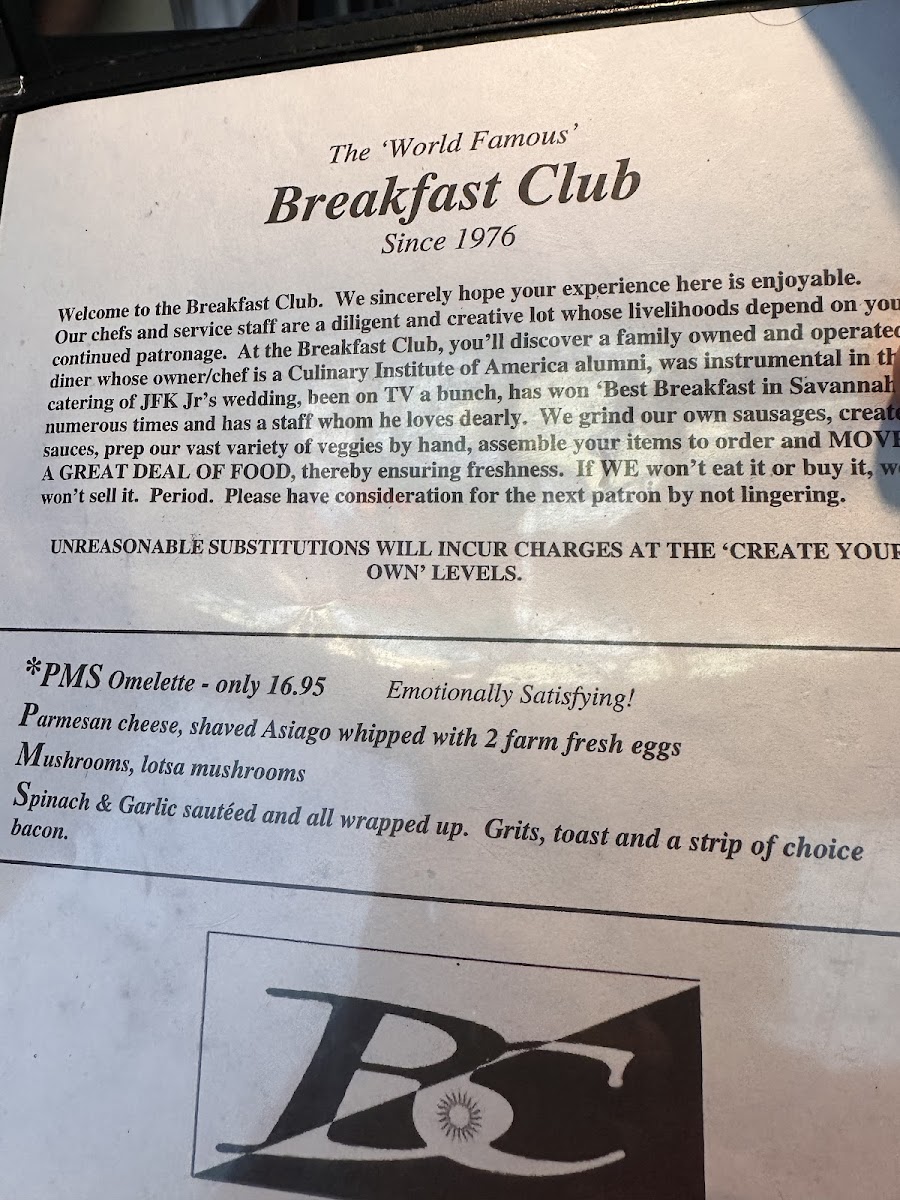 The ‘World Famous’
Breakfast Club
Since 1976
Welcome to the Breakfast Club. We sincerely hope your experience here is enjoyable.
Our chefs and service staff are a diligent and creative lot whose livelihoods depend on you
continued patronage. At the Breakfast Club, you’ll discover a family owned and operated
diner whose owner/chef is a Culinary Institute of America alumni, was instrumental in th
catering of JFK Jr’s wedding, been on TV a bunch, has won ‘Best Breakfast in Savannah
numerous times and has a staff whom he loves dearly. We grind our own sausages, create
sauces, prep our vast variety of veggies by hand, assemble your items to order and MOVE
A GREAT DEAL OF FOOD, thereby ensuring freshness. If WE won’t eat it or buy it, we
won’t sell it. Period. Please have consideration for the next patron by not lingering.
UNREASONABLE SUBSTITUTIONS WILL INCUR CHARGES AT THE ‘CREATE YOUR
OWN’ LEVELS.
*PMS Omelette - only 16.95 Emotionally Satisfying!
Parmesan cheese, shaved Asiago whipped with 2 farm fresh eggs
Mushrooms, lotsa mushrooms
Spinach & Garlic sautéed and all wrapped up. Grits, toast and a strip of choice
bacon.
BC